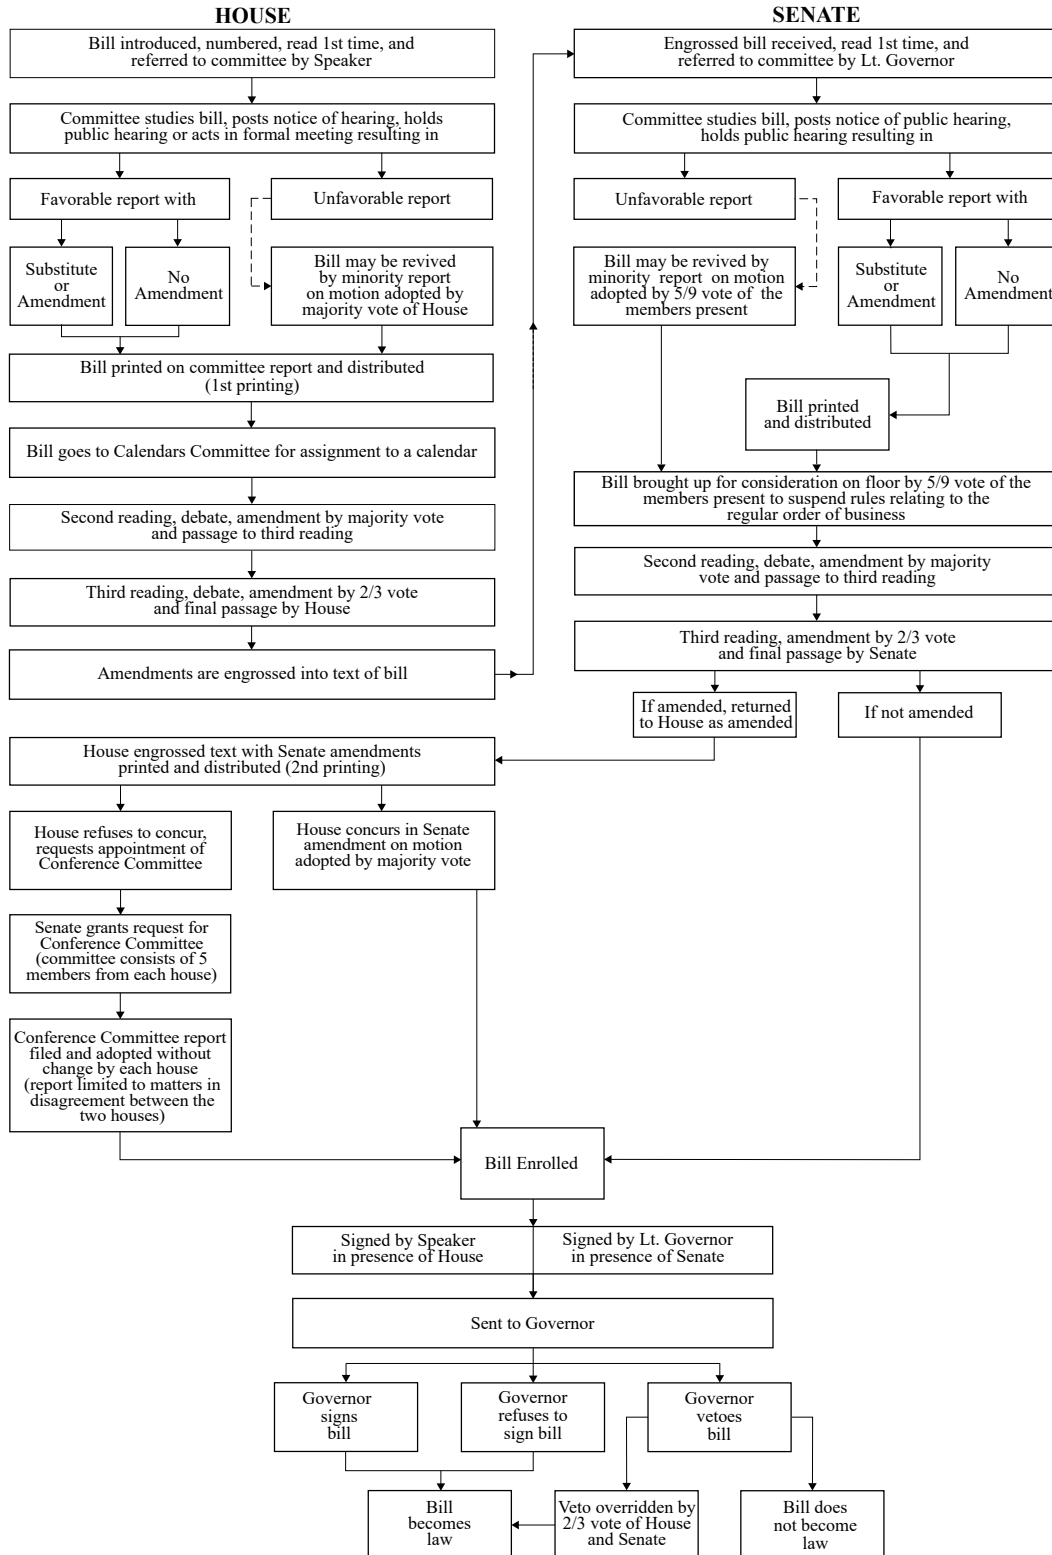 HOUSE
Bill introduced, numbered, read 1st time, and
referred to committee by Speaker
Committee studies bill, posts notice of hearing, holds
public hearing or acts in formal meeting resulting in
Favorable report with
Unfavorable report
Substitute
or
Amendment
No
Amendment
Bill may be revived
by minority report
on motion adopted by
majority vote of House
Bill printed on committee report and distributed
(1st printing)
Bill goes to Calendars Committee for assignment to a calendar
Second reading, debate, amendment by majority vote
and passage to third reading
Third reading, debate, amendment by 2/3 vote
and final passage by House
Amendments are engrossed into text of bill
SENATE
Engrossed bill received, read 1st time, and
referred to committee by Lt. Governor
Committee studies bill, posts notice of public hearing,
holds public hearing resulting in
Unfavorable report
Favorable report with
Bill may be revived by
minority report on motion
adopted by 5/9 vote of the
members present
Substitute
or
Amendment
No
Amendment
Bill printed
and distributed
Bill brought up for consideration on floor by 5/9 vote of the
members present to suspend rules relating to the
regular order of business
Second reading, debate, amendment by majority
vote and passage to third reading
Third reading, amendment by 2/3 vote
and final passage by Senate
If amended, returned
to House as amended
If not amended
House engrossed text with Senate amendments
printed and distributed (2nd printing)
House refuses to concur,
requests appointment of
Conference Committee
House concurs in Senate
amendment on motion
adopted by majority vote
Senate grants request for
Conference Committee
(committee consists of 5
members from each house)
Conference Committee report
filed and adopted without
change by each house
(report limited to matters in
disagreement between the
two houses)
Bill Enrolled
Signed by Speaker
in presence of House
Signed by Lt. Governor
in presence of Senate
Sent to Governor
Governor
signs
bill
Governor
refuses to
sign bill
Governor
vetoes
bill
Bill
becomes
law
Veto overridden by
2/3 vote of House
and Senate
Bill does
not become
law